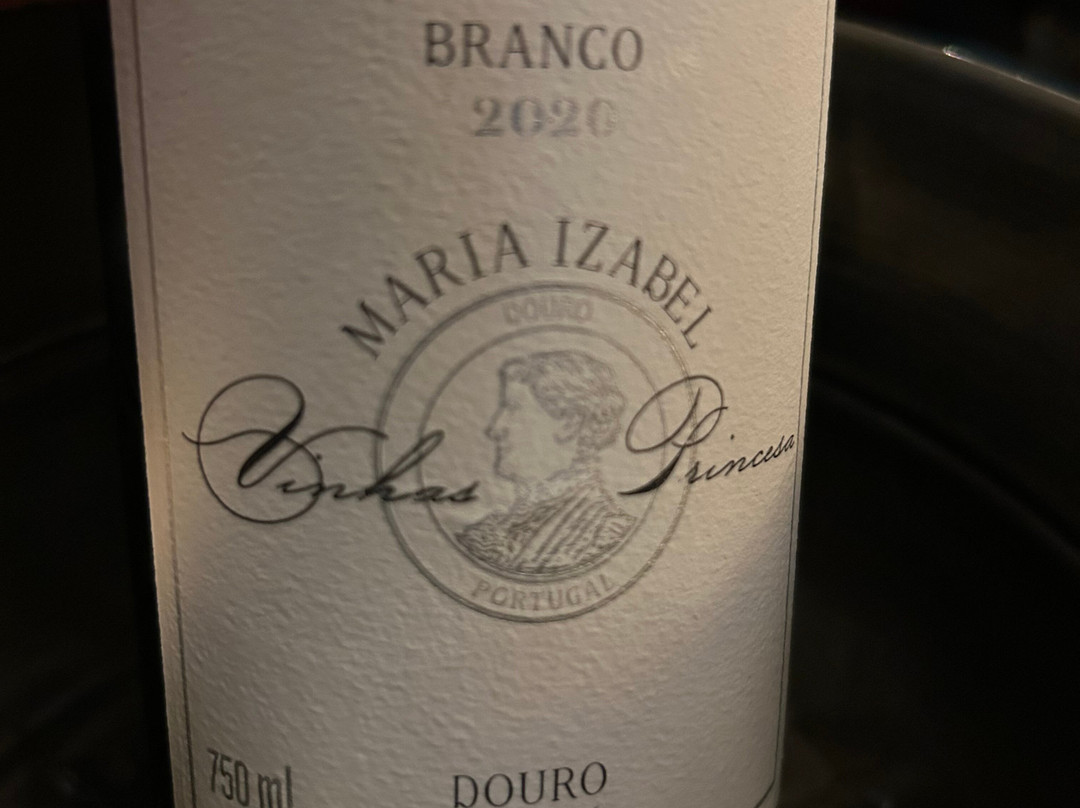 BRANCO
2020
MARIA IZABEL
DOURO
Vinhas Princesa
PORTUGAL
750 ml
DOURO